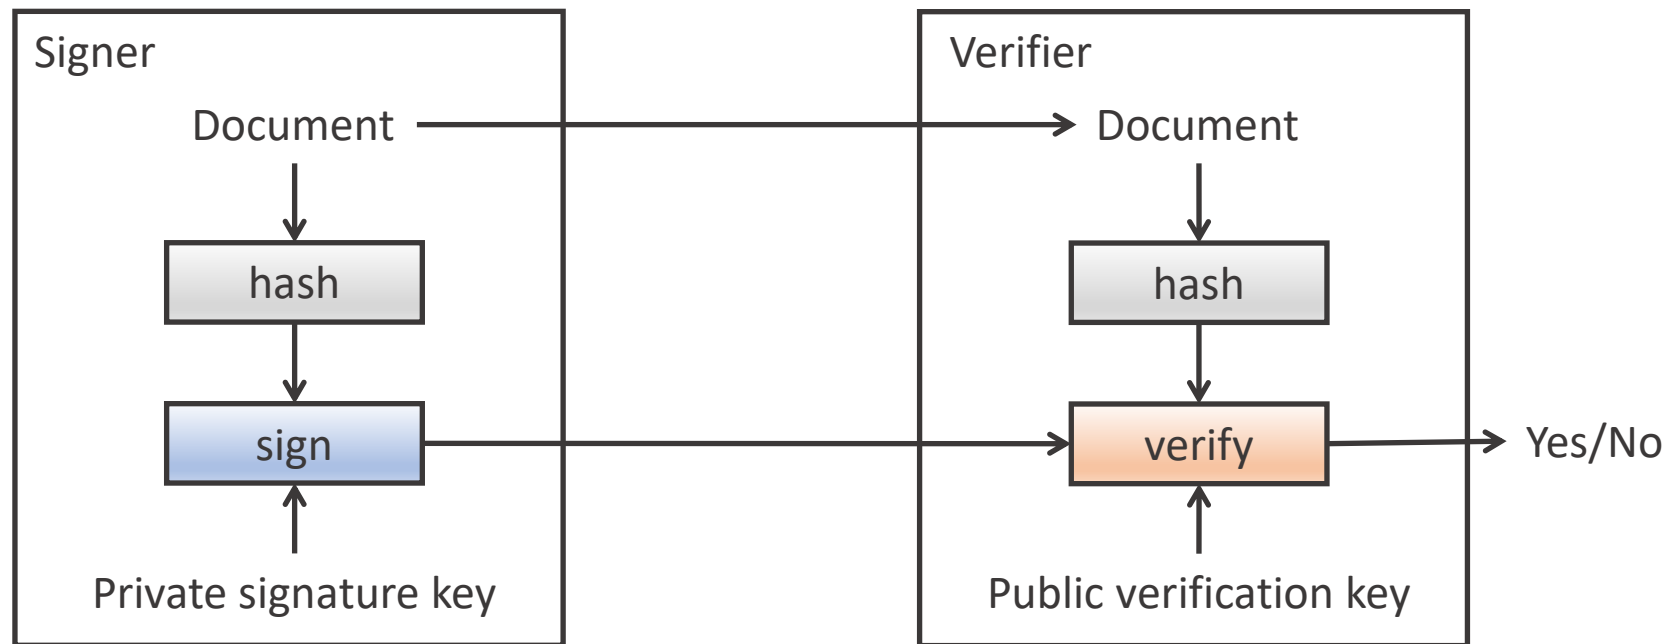 Signer
Document
hash
sign
Private signature key
Verifier
Document
hash
verify
Public verification key
Yes/No